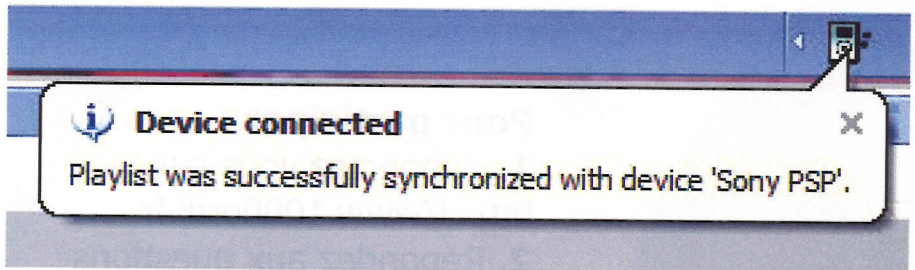 Device connected
Playlist was successfully synchronized with device 'Sony PSP'.